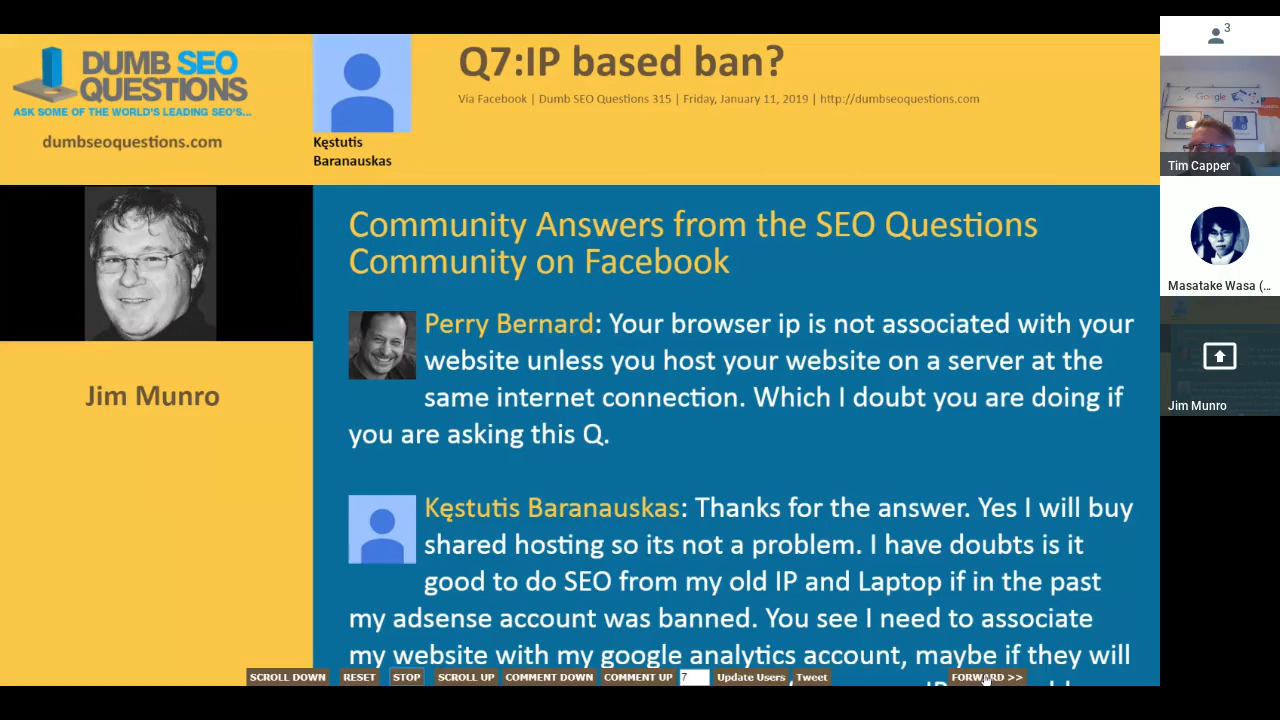 DUMB SEO
QUESTIONS
ASK SOME OF THE WORLD'S LEADING SEO'S...
dumbseoquestions.com
Kęstutis
Baranauskas
Q7:IP based ban?
Via Facebook | Dumb SEO Questions 315 | Friday, January 11, 2019 | http://dumbseoquestions.com
Jim Munro
Community Answers from the SEO Questions
Community on Facebook
Perry Bernard: Your browser ip is not associated with your
website unless you host your website on a server at the
same internet connection. Which I doubt you are doing if
you are asking this Q.
Kęstutis Baranauskas: Thanks for the answer. Yes I will buy
shared hosting so its not a problem. I have doubts is it
good to do SEO from my old IP and Laptop if in the past
my adsense account was banned. You see I need to associate
my website with my google analytics account, maybe if they will
SCROLL DOWN RESET STOP SCROLL UP COMMENT DOWN COMMENT UP 7 Update Users Tweet FORWARD >>
3
Google
Tim Capper
Masatake Wasa (...
Jim Munro